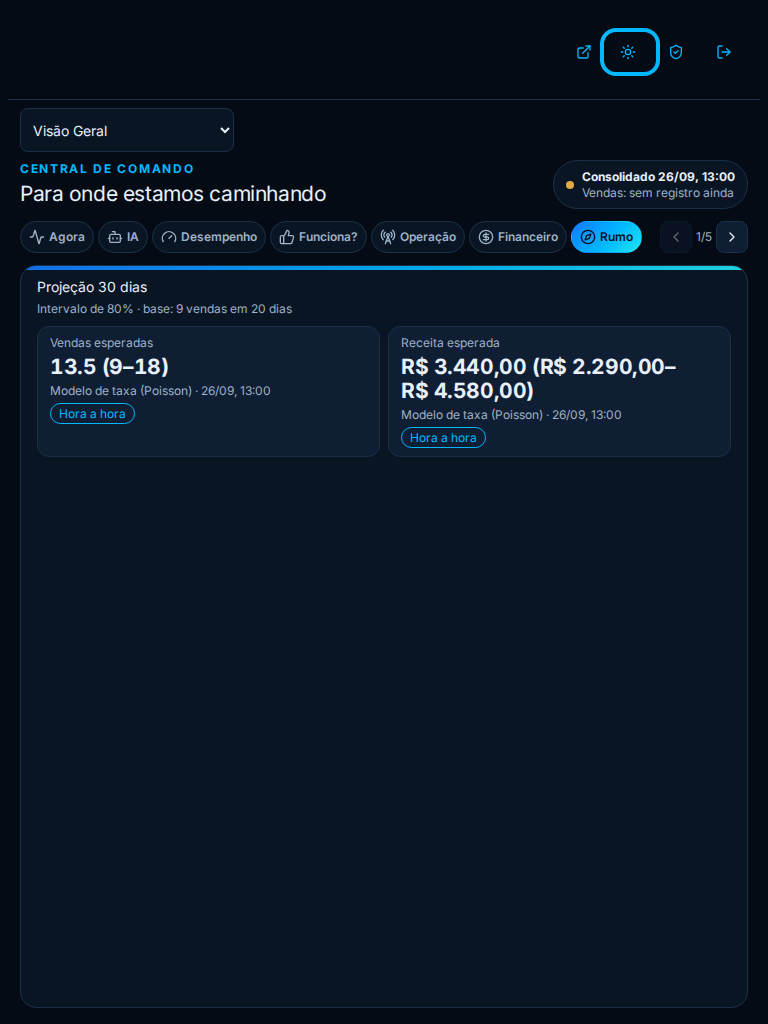 Visão Geral
CENTRAL DE COMANDO
Para onde estamos caminhando
Consolidado 26/09, 13:00
Vendas: sem registro ainda
Agora
IA
Desempenho
Funciona?
Operação
Financeiro
Rumo
1/5
Projeção 30 dias
Intervalo de 80% · base: 9 vendas em 20 dias
Vendas esperadas
13.5 (9–18)
Modelo de taxa (Poisson) · 26/09, 13:00
Hora a hora
Receita esperada
R$ 3.440,00 (R$ 2.290,00–
R$ 4.580,00)
Modelo de taxa (Poisson) · 26/09, 13:00
Hora a hora